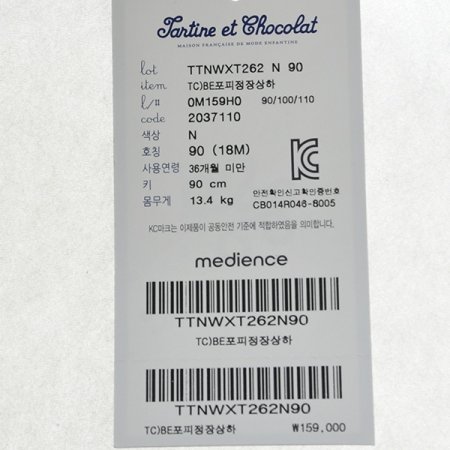 Tartine et Chocolat
MAISON FRANÇAISE DE MODE ENFANTINE
lot TTNWXT262 N 90
item TC)BE포피정장상하
l/# 0M159H0 90/100/110
code 2037110
색상 N
호칭 90 (18M)
사용연령 36개월 미만
키 90 cm
몸무게 13.4 kg
안전확인신고확인증번호
CB014R046-8005
KC마크는 이제품이 공통안전 기준에 적합하였음을 의미합니다.
medience
TTNWXT262N90
TC)BE포피정장상하
TTNWXT262N90
TC)BE포피정장상하 ₩159,000